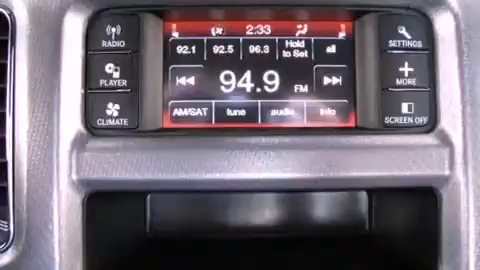 RADIO
PLAYER
CLIMATE
2:33
92.1 92.5 96.3 Hold to Set all
94.9 FM
AM/SAT tune audio info
SETTINGS
MORE
SCREEN OFF